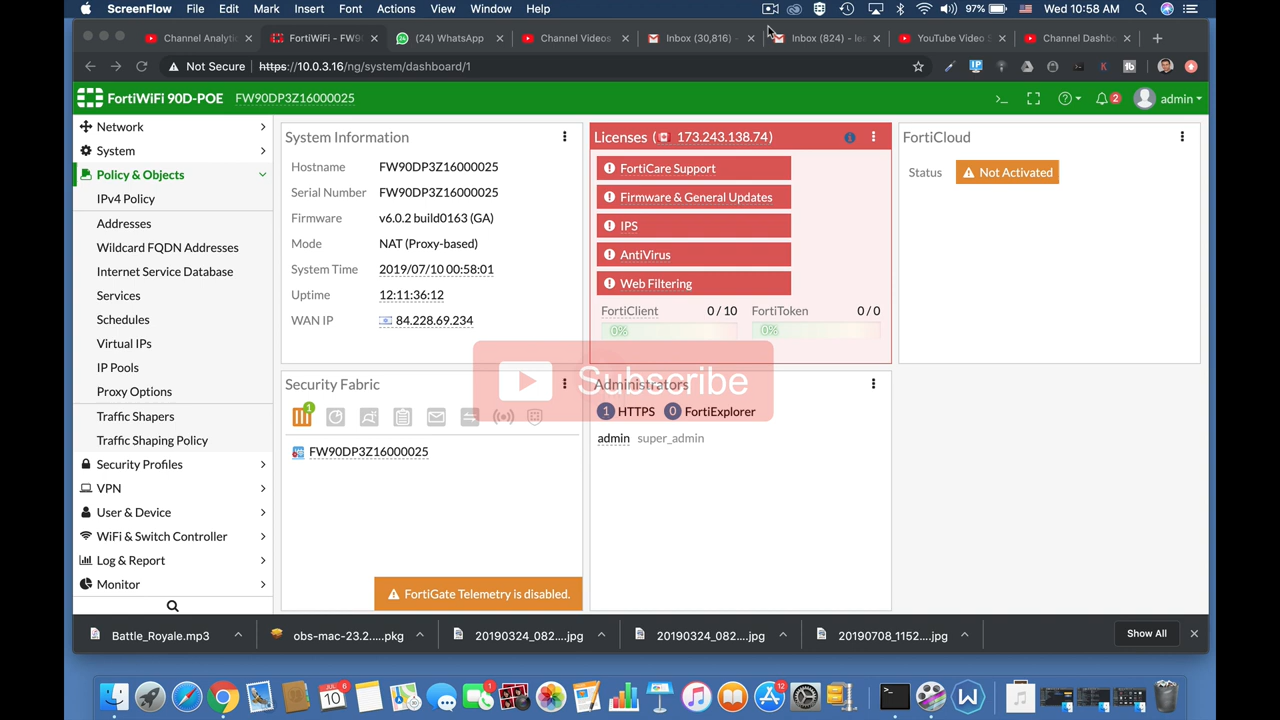 ScreenFlow File Edit Mark Insert Font Actions View Window Help 97% Wed 10:58 AM
Channel Analyti FortiWiFi - FW90 (24) WhatsApp Channel Videos Inbox (30,816) - Inbox (824) - le YouTube Video S Channel Dashb
Not Secure https://10.0.3.16/ng/system/dashboard/1
FortiWiFi 90D-POE FW90DP3Z16000025 >_ 2 admin
Network
System
Policy & Objects
IPv4 Policy
Addresses
Wildcard FQDN Addresses
Internet Service Database
Services
Schedules
Virtual IPs
IP Pools
Proxy Options
Traffic Shapers
Traffic Shaping Policy
Security Profiles
VPN
User & Device
WiFi & Switch Controller
Log & Report
Monitor
System Information
Hostname FW90DP3Z16000025
Serial Number FW90DP3Z16000025
Firmware v6.0.2 build0163 (GA)
Mode NAT (Proxy-based)
System Time 2019/07/10 00:58:01
Uptime 12:11:36:12
WAN IP 84.228.69.234
Licenses ( 173.243.138.74)
FortiCare Support
Firmware & General Updates
IPS
AntiVirus
Web Filtering
FortiClient 0 / 10 FortiToken 0 / 0
0% 0%
FortiCloud
Status Not Activated
Subscribe
Security Fabric
1
FW90DP3Z16000025
FortiGate Telemetry is disabled.
Administrators
1 HTTPS 0 FortiExplorer
admin super_admin
Battle_Royale.mp3 obs-mac-23.2....pkg 20190324_082....jpg 20190324_082....jpg 20190708_1152....jpg Show All
JUL 10 6 1 12